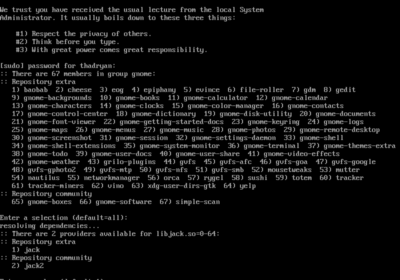 We trust you have received the usual lecture from the local System
Administrator. It usually boils down to these three things:
#1) Respect the privacy of others.
#2) Think before you type.
#3) With great power comes great responsibility.
[sudo] password for thadryan:
:: There are 67 members in group gnome:
:: Repository extra
1) baobab 2) cheese 3) eog 4) epiphany 5) evince 6) file-roller 7) gdm 8) gedit
9) gnome-backgrounds 10) gnome-books 11) gnome-calculator 12) gnome-calendar
13) gnome-characters 14) gnome-clocks 15) gnome-color-manager 16) gnome-contacts
17) gnome-control-center 18) gnome-dictionary 19) gnome-disk-utility 20) gnome-documents
21) gnome-font-viewer 22) gnome-getting-started-docs 23) gnome-keyring 24) gnome-logs
25) gnome-maps 26) gnome-menus 27) gnome-music 28) gnome-photos 29) gnome-remote-desktop
30) gnome-screenshot 31) gnome-session 32) gnome-settings-daemon 33) gnome-shell
34) gnome-shell-extensions 35) gnome-system-monitor 36) gnome-terminal 37) gnome-themes-extra
38) gnome-todo 39) gnome-user-docs 40) gnome-user-share 41) gnome-video-effects
42) gnome-weather 43) grilo-plugins 44) gvfs 45) gvfs-afc 46) gvfs-goa 47) gvfs-google
48) gvfs-gphoto2 49) gvfs-mtp 50) gvfs-nfs 51) gvfs-smb 52) mousetweaks 53) mutter
54) nautilus 55) networkmanager 56) orca 57) rygel 58) sushi 59) totem 60) tracker
61) tracker-miners 62) vino 63) xdg-user-dirs-gtk 64) yelp
:: Repository community
65) gnome-boxes 66) gnome-software 67) simple-scan
Enter a selection (default=all):
resolving dependencies...
:: There are 2 providers available for libjack.so=0-64:
:: Repository extra
1) jack
:: Repository community
2) jack2